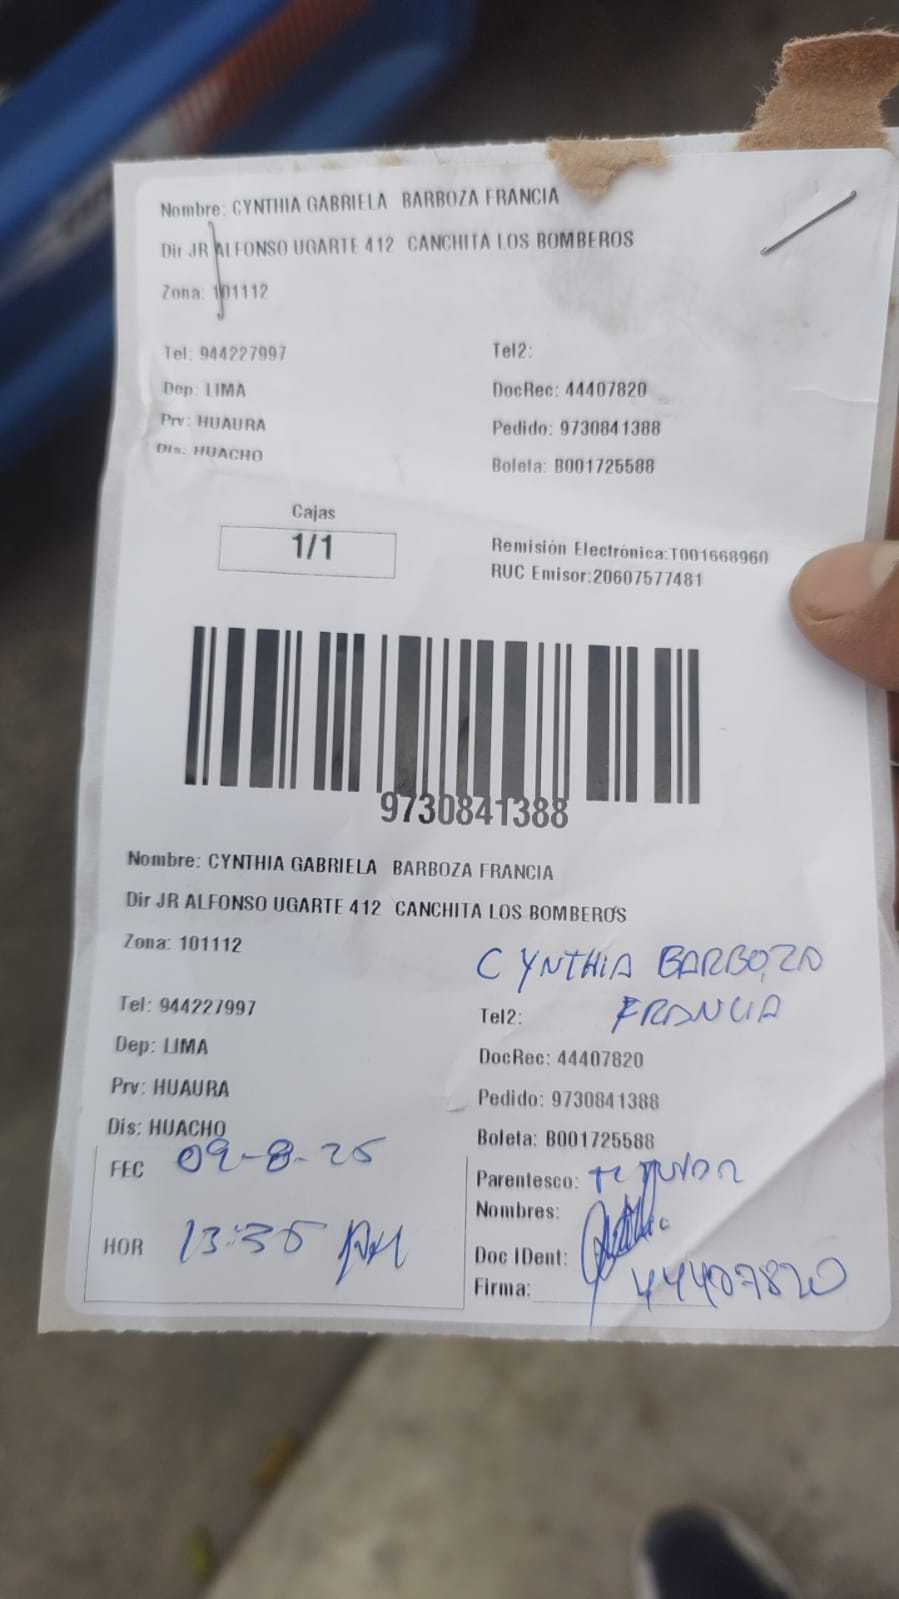 Nombre: CYNTHIA GABRIELA BARBOZA FRANCIA
Dir JR ALFONSO UGARTE 412 CANCHITA LOS BOMBEROS
Zona: 101112
Tel: 944227997 Tel2:
Dep: LIMA DocRec: 44407820
Prv: HUAURA Pedido: 9730841388
Dis: HUACHO Boleta: B001725588
Cajas
1/1
Remisión Electrónica:T001668960
RUC Emisor:20607577481
9730841388
Nombre: CYNTHIA GABRIELA BARBOZA FRANCIA
Dir JR ALFONSO UGARTE 412 CANCHITA LOS BOMBEROS
Zona: 101112
CYNTHIA BARBOZA
FRANCIA
Tel: 944227997 Tel2:
Dep: LIMA DocRec: 44407820
Prv: HUAURA Pedido: 9730841388
Dis: HUACHO Boleta: B001725588
FEC 09-8-25
Parentesco: titular
Nombres:
HOR 13:35 PM
Doc IDent:
Firma: 44407820